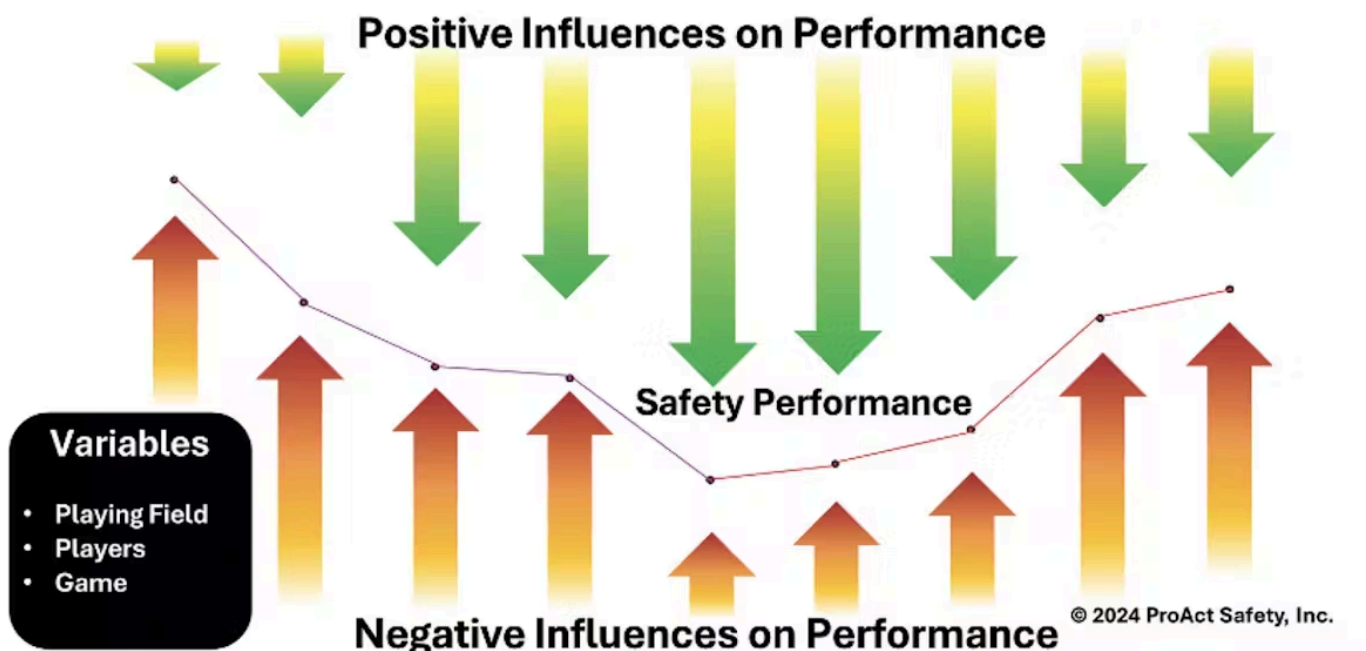 Positive Influences on Performance
Safety Performance
Variables
• Playing Field
• Players
• Game
© 2024 ProAct Safety, Inc.
Negative Influences on Performance